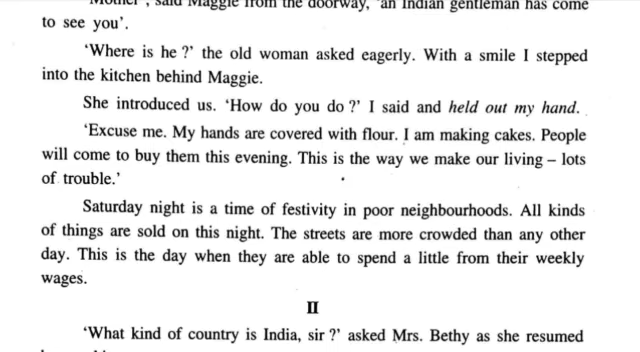 Mother', said Maggie from the doorway, 'an Indian gentleman has come
to see you'.
'Where is he ?' the old woman asked eagerly. With a smile I stepped
into the kitchen behind Maggie.
She introduced us. 'How do you do ?' I said and held out my hand.
'Excuse me. My hands are covered with flour. I am making cakes. People
will come to buy them this evening. This is the way we make our living – lots
of trouble.'
Saturday night is a time of festivity in poor neighbourhoods. All kinds
of things are sold on this night. The streets are more crowded than any other
day. This is the day when they are able to spend a little from their weekly
wages.
II
'What kind of country is India, sir ?' asked Mrs. Bethy as she resumed